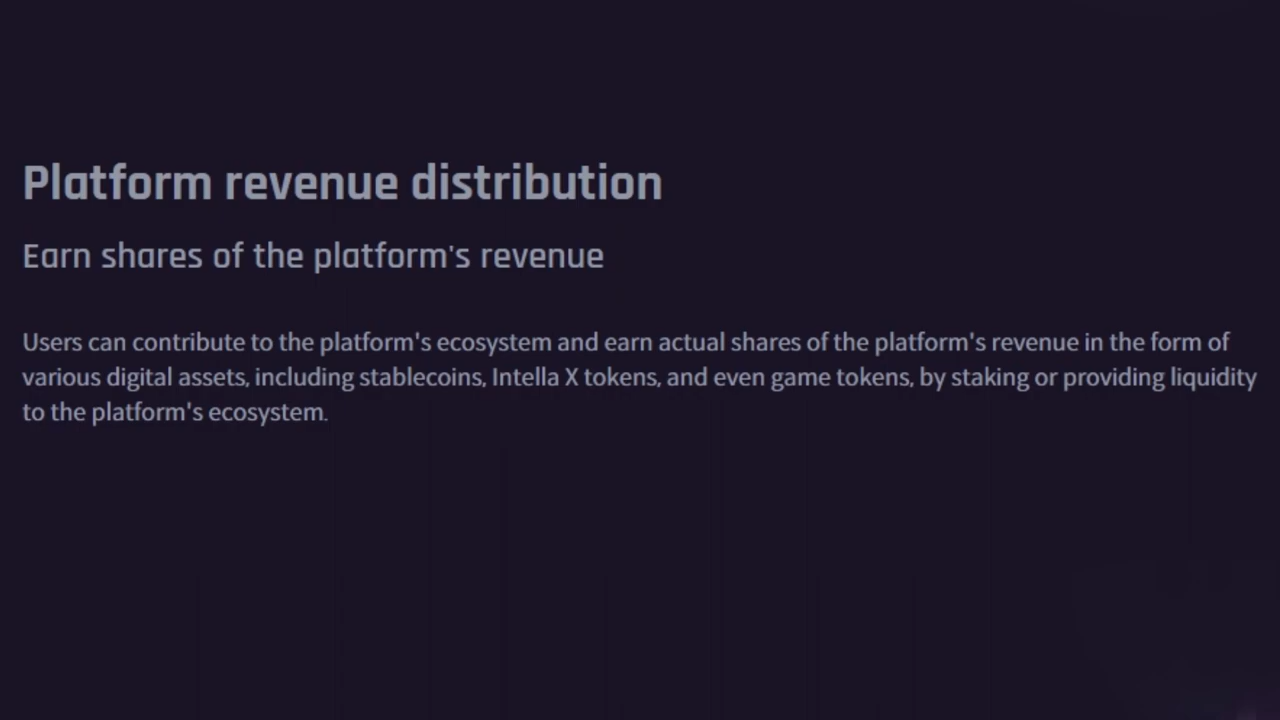 Platform revenue distribution
Earn shares of the platform's revenue
Users can contribute to the platform's ecosystem and earn actual shares of the platform's revenue in the form of
various digital assets, including stablecoins, Intella X tokens, and even game tokens, by staking or providing liquidity
to the platform's ecosystem.